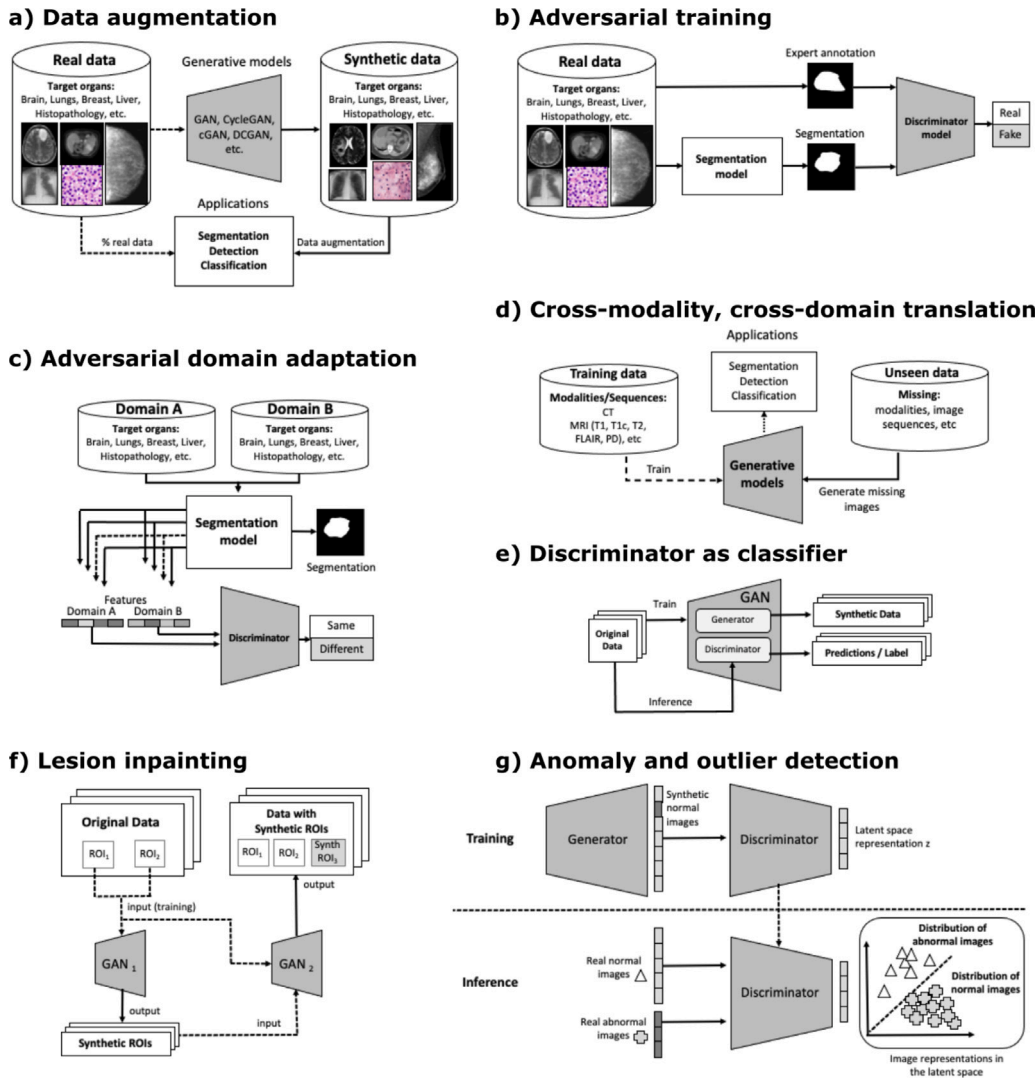 a) Data augmentation
Real data
Target organs:
Brain, Lungs, Breast, Liver,
Histopathology, etc.
Generative models
GAN, CycleGAN,
cGAN, DCGAN,
etc.
Synthetic data
Target organs:
Brain, Lungs, Breast, Liver,
Histopathology, etc.
Applications
% real data
Segmentation
Detection
Classification
Data augmentation
b) Adversarial training
Real data
Target organs:
Brain, Lungs, Breast, Liver,
Histopathology, etc.
Expert annotation
Segmentation
Segmentation
model
Discriminator
model
Real
Fake
c) Adversarial domain adaptation
Domain A
Target organs:
Brain, Lungs, Breast, Liver,
Histopathology, etc.
Domain B
Target organs:
Brain, Lungs, Breast, Liver,
Histopathology, etc.
Segmentation
model
Segmentation
Features
Domain A
Domain B
Discriminator
Same
Different
d) Cross-modality, cross-domain translation
Applications
Segmentation
Detection
Classification
Training data
Modalities/Sequences:
CT
MRI (T1, T1c, T2,
FLAIR, PD), etc
Unseen data
Missing:
modalities, image
sequences, etc
Train
Generative
models
Generate missing
images
e) Discriminator as classifier
Original
Data
Train
GAN
Generator
Discriminator
Synthetic Data
Predictions / Label
Inference
f) Lesion inpainting
Original Data
ROI1
ROI2
Data with
Synthetic ROIs
ROI1
ROI2
Synth
ROI3
input (training)
output
GAN 1
GAN 2
output
input
Synthetic ROIs
g) Anomaly and outlier detection
Training
Generator
Synthetic
normal
images
Discriminator
Latent space
representation z
Inference
Real normal
images
Real abnormal
images
Discriminator
Distribution of
abnormal images
Distribution of
normal images
Image representations in
the latent space